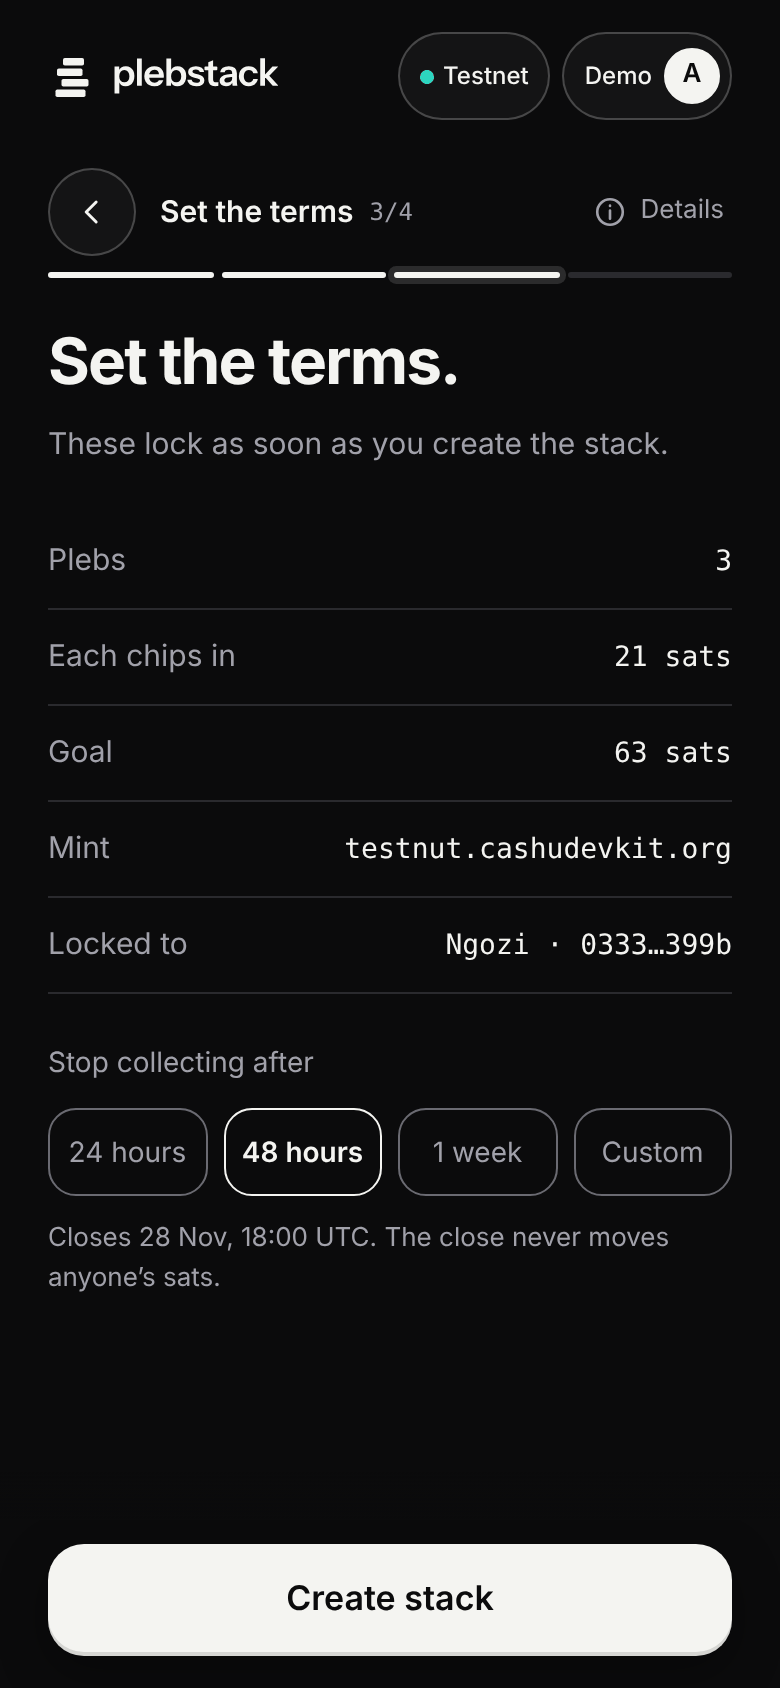 plebstack
Testnet
Demo A
Set the terms 3/4
Details
Set the terms.
These lock as soon as you create the stack.
Plebs 3
Each chips in 21 sats
Goal 63 sats
Mint testnut.cashudevkit.org
Locked to Ngozi · 0333…399b
Stop collecting after
24 hours
48 hours
1 week
Custom
Closes 28 Nov, 18:00 UTC. The close never moves
anyone’s sats.
Create stack